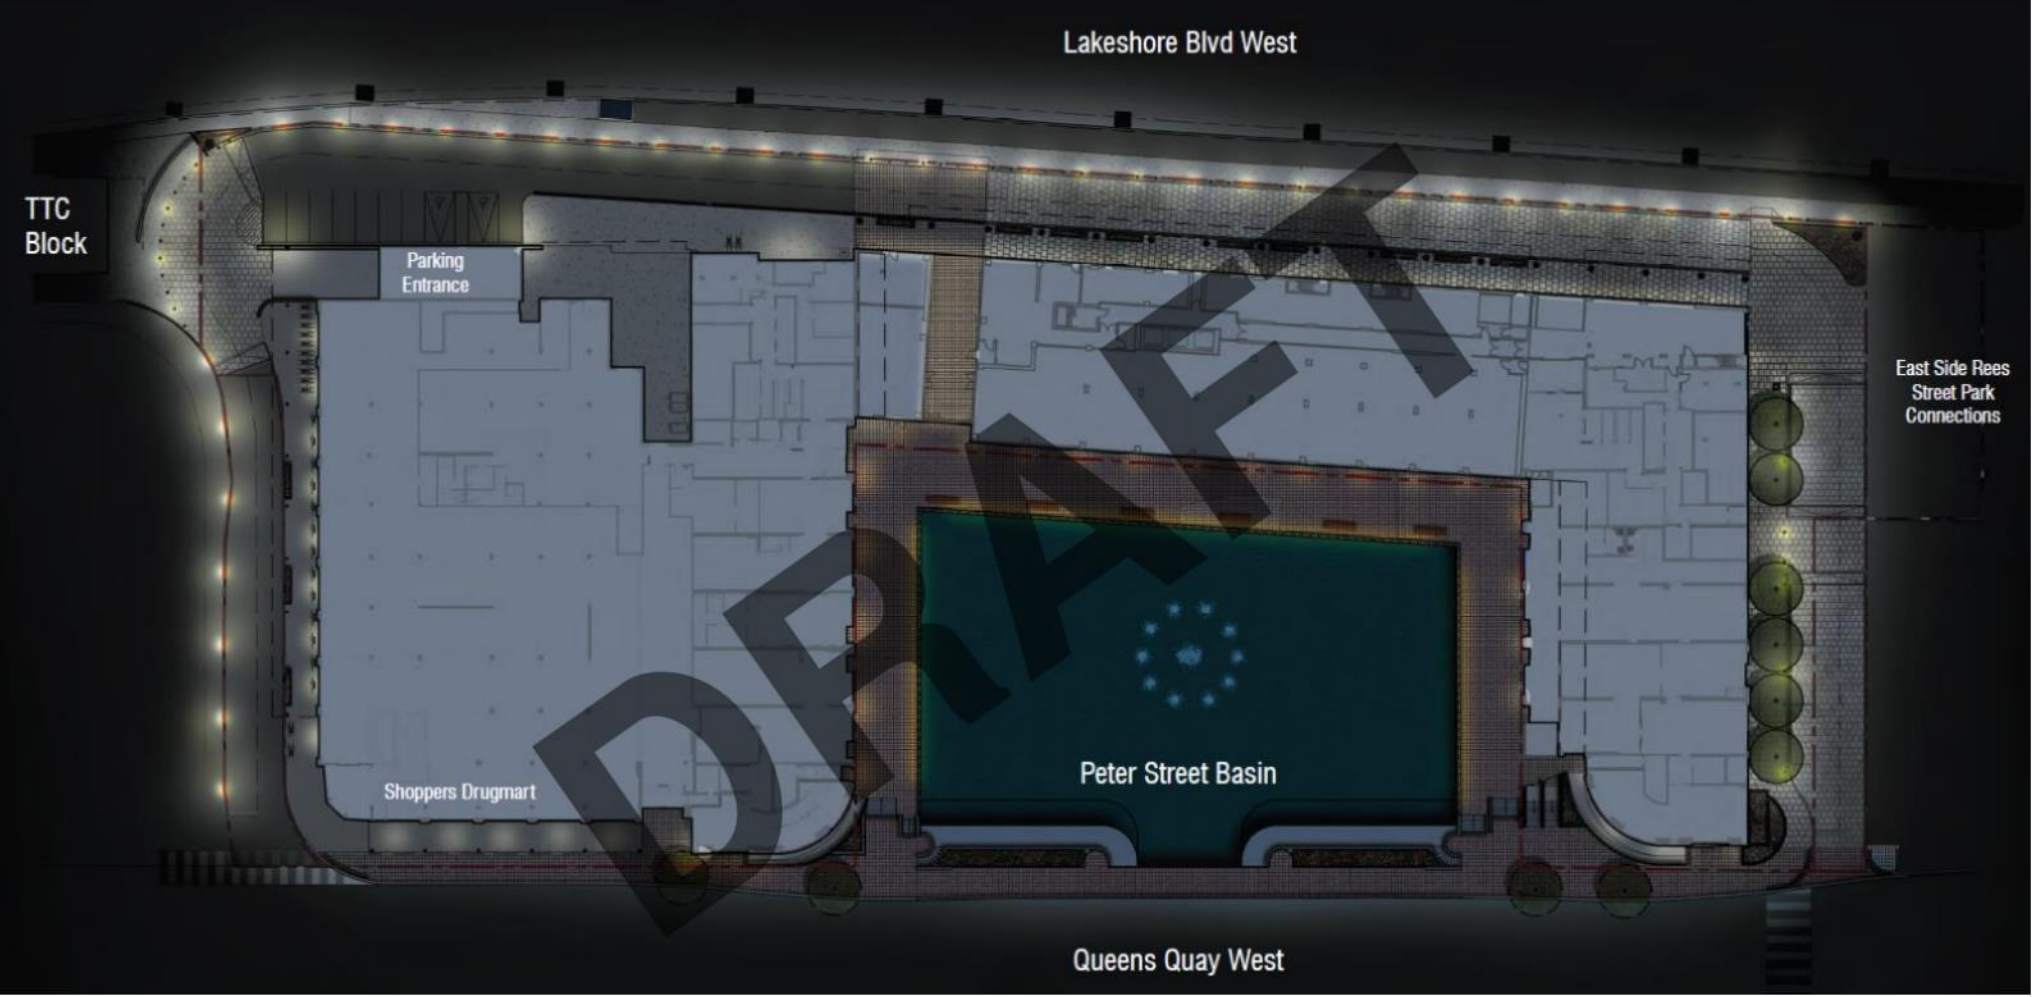 Lakeshore Blvd West
TTC
Block
Parking
Entrance
East Side Rees
Street Park
Connections
DRAFT
Peter Street Basin
Shoppers Drugmart
Queens Quay West